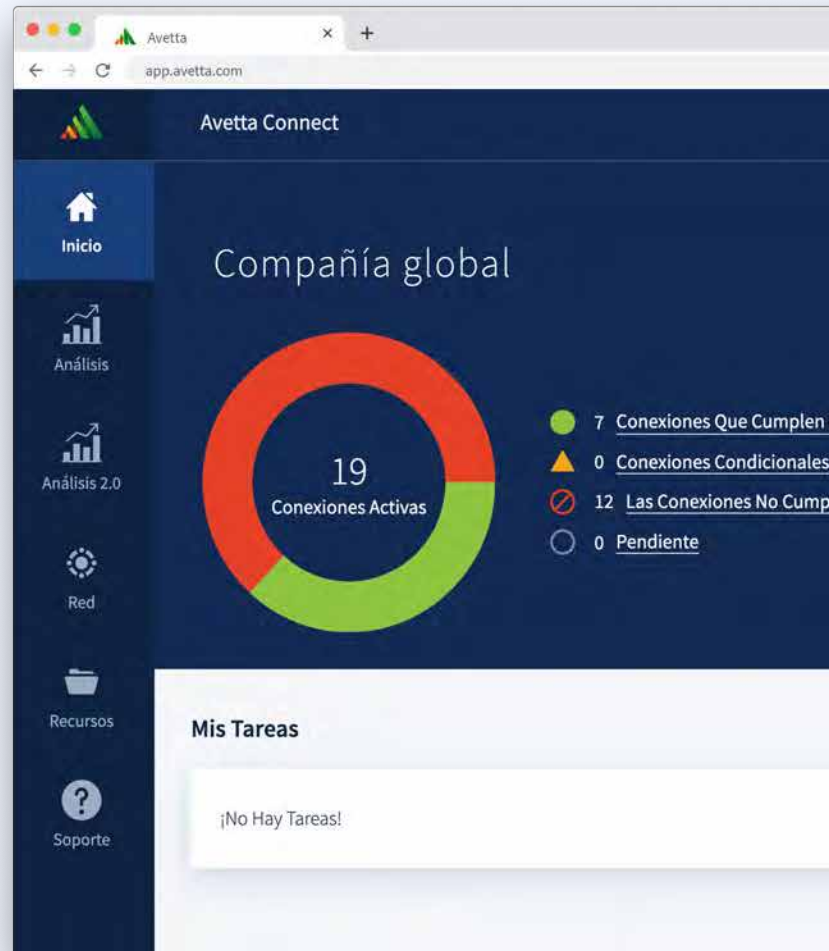 Avetta
app.avetta.com
Avetta Connect
Inicio
Compañía global
Análisis
19
Conexiones Activas
7 Conexiones Que Cumplen
0 Conexiones Condicionales
12 Las Conexiones No Cump
0 Pendiente
Análisis 2.0
Red
Recursos
Mis Tareas
¡No Hay Tareas!
Soporte